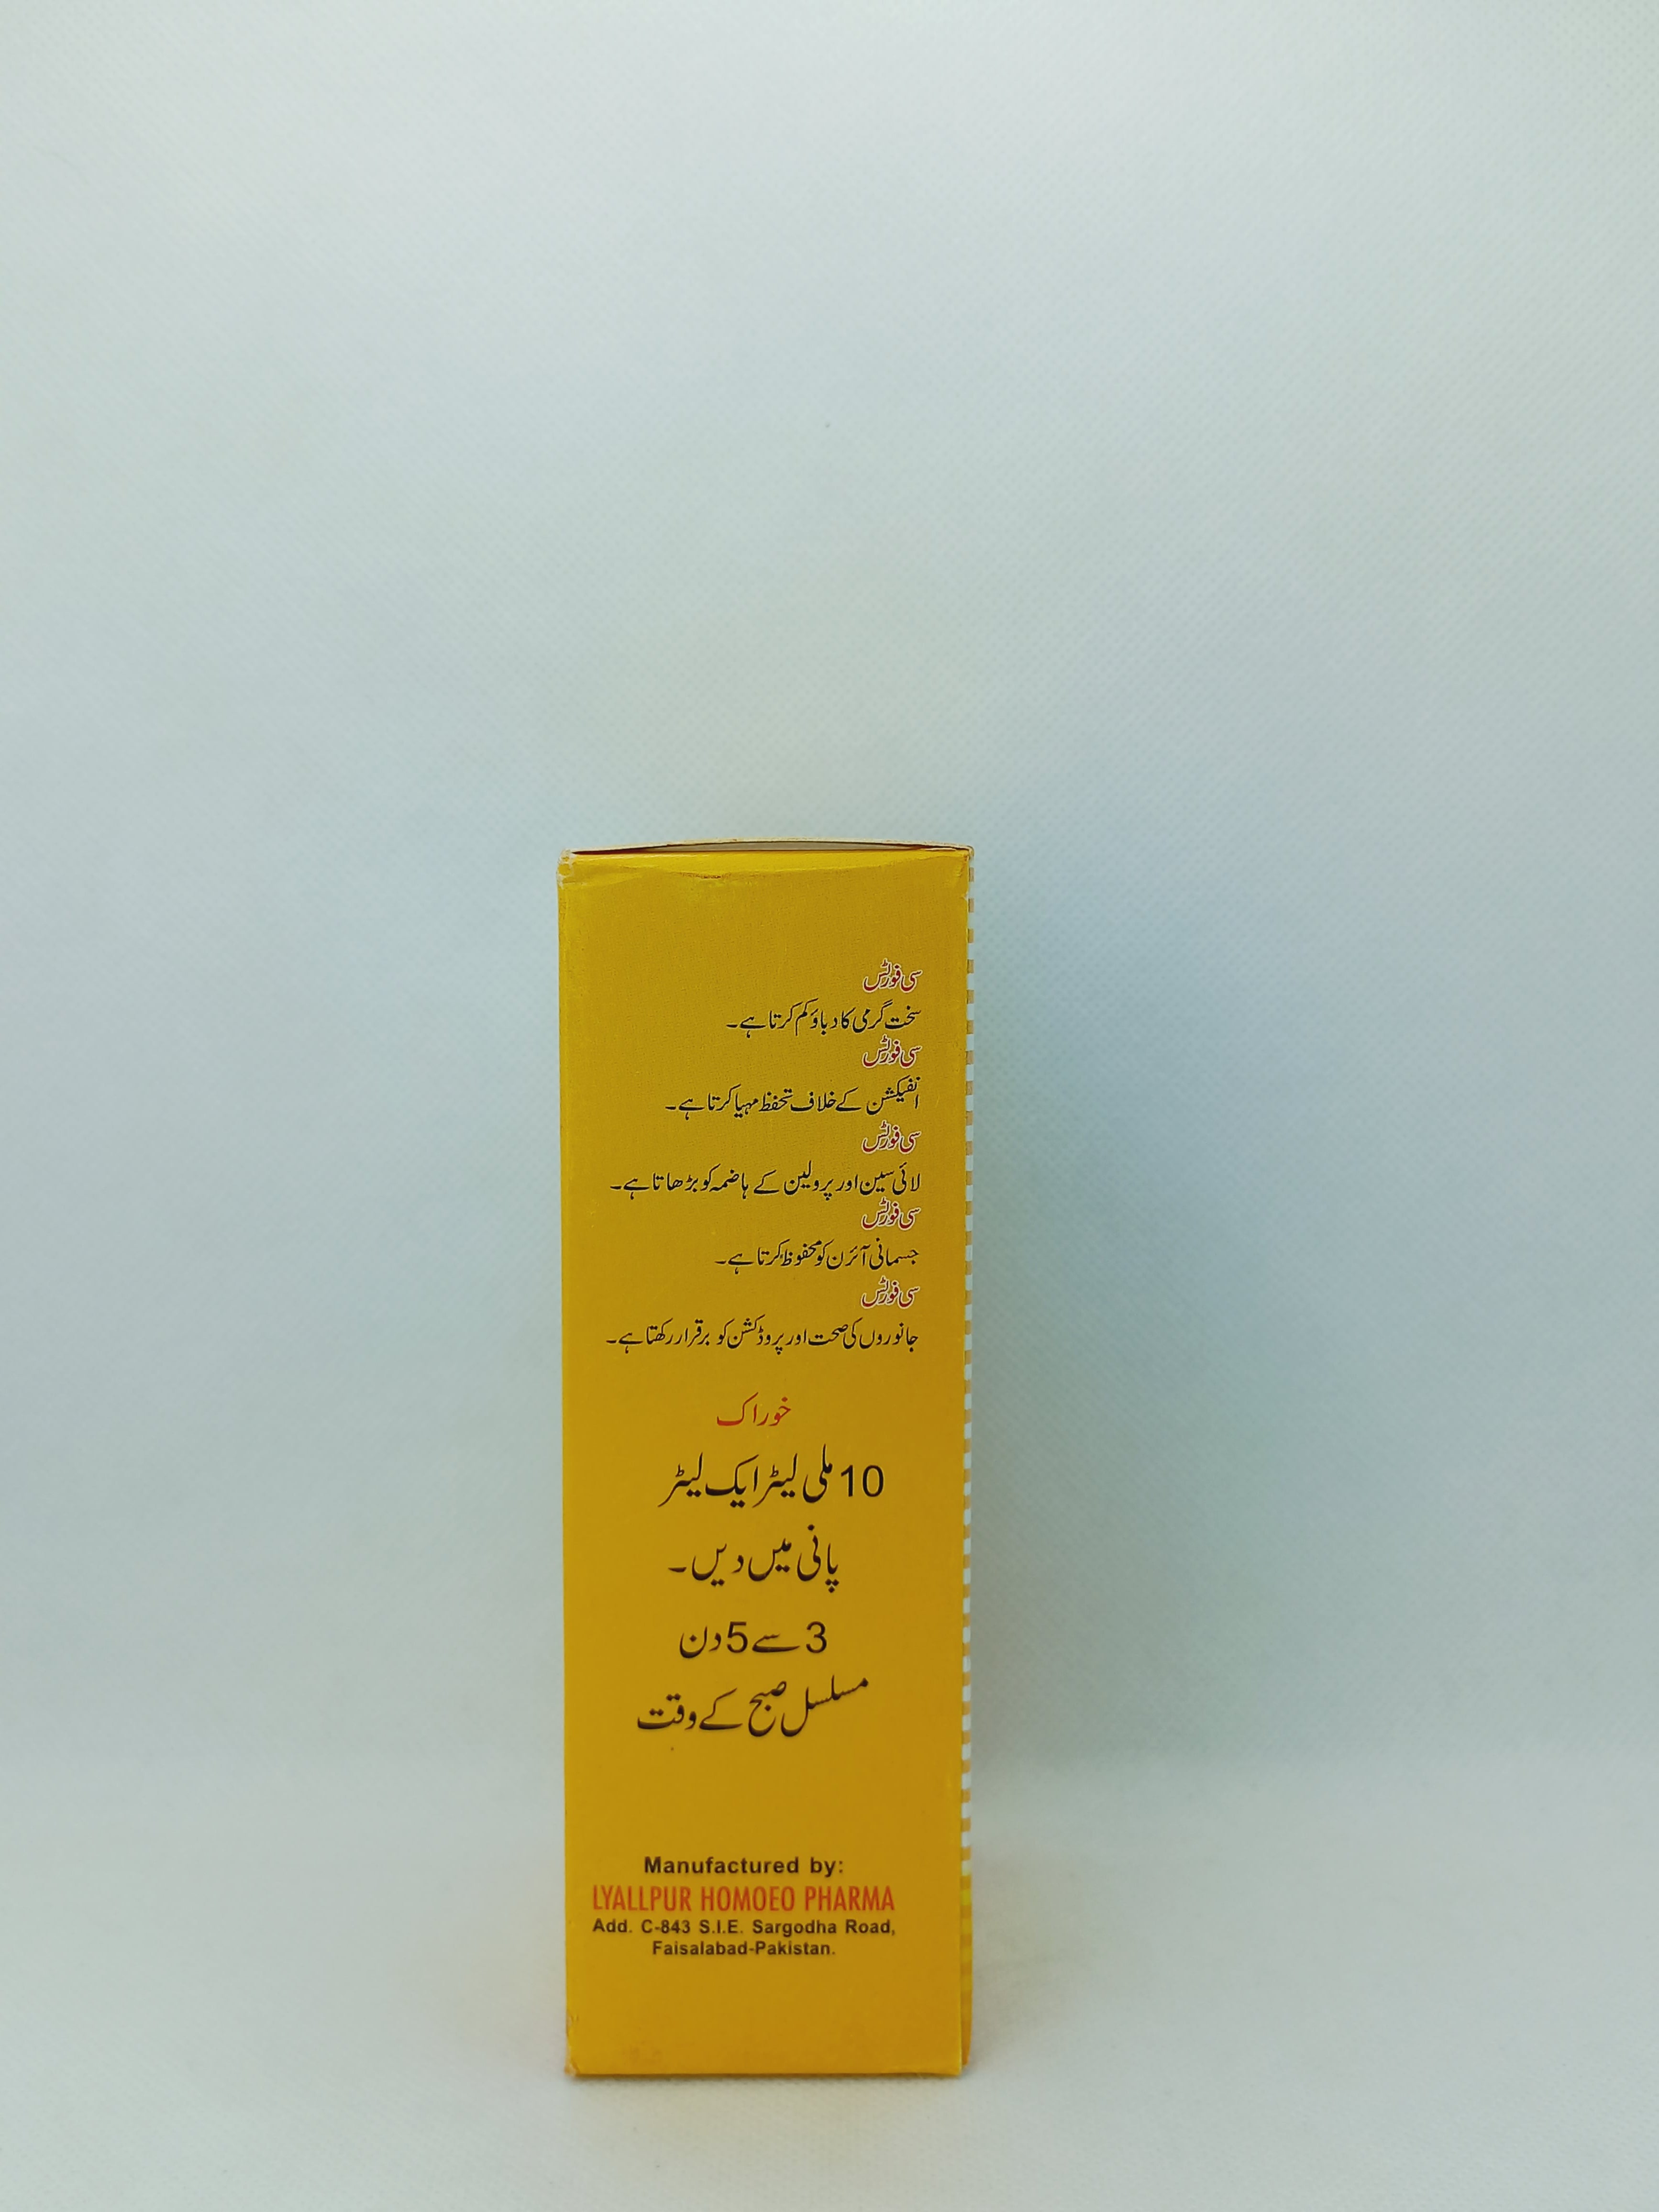 سی فورٹس
سخت گرمی کا دباؤ کم کرتا ہے۔
سی فورٹس
انفیکشن کے خلاف تحفظ مہیا کرتا ہے۔
سی فورٹس
لائی سین اور پرولین کے ہاضمہ کو بڑھاتا ہے۔
سی فورٹس
جسمانی آئرن کو محفوظ کرتا ہے۔
سی فورٹس
جانوروں کی صحت اور پروڈکشن کو برقرار رکھتا ہے۔
خوراک
10 ملی لیٹر ایک لیٹر
پانی میں دیں۔
3 سے 5 دن
مسلسل صبح کے وقت
Manufactured by:
LYALLPUR HOMOEO PHARMA
Add. C-843 S.I.E. Sargodha Road,
Faisalabad-Pakistan.